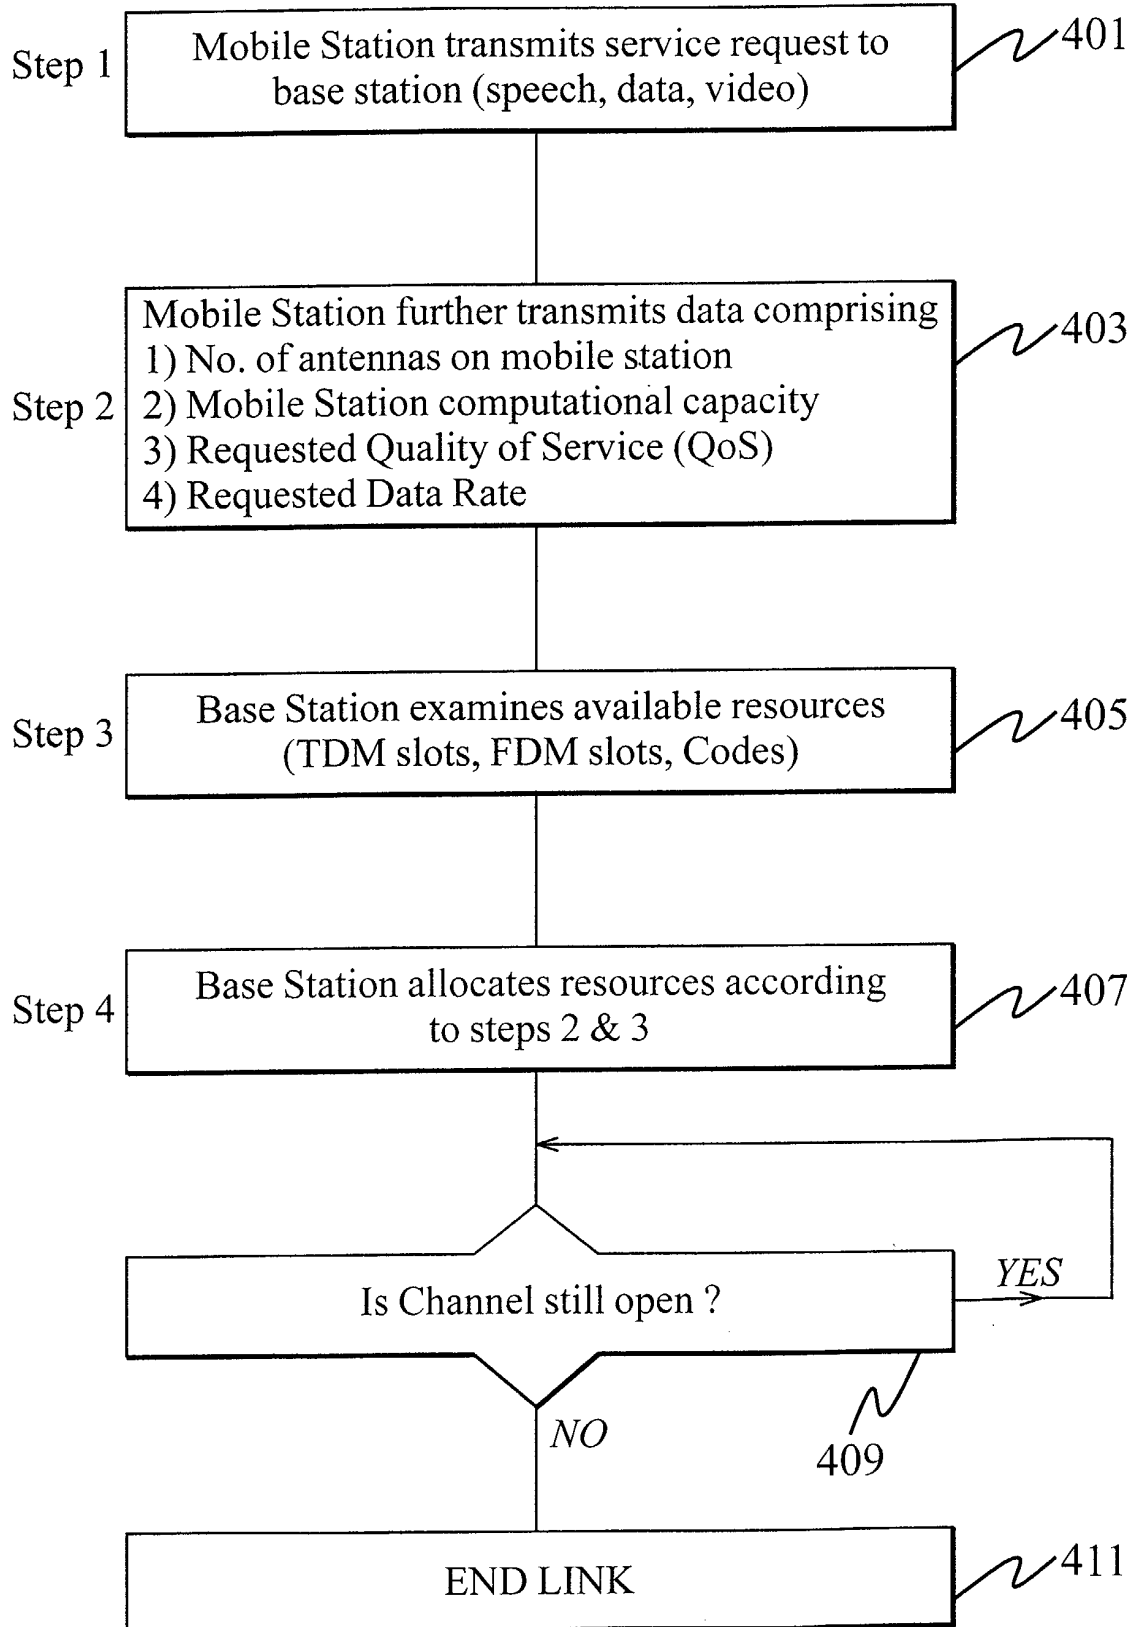 Step 1
Mobile Station transmits service request to
base station (speech, data, video)
401
Step 2
Mobile Station further transmits data comprising
1) No. of antennas on mobile station
2) Mobile Station computational capacity
3) Requested Quality of Service (QoS)
4) Requested Data Rate
403
Step 3
Base Station examines available resources
(TDM slots, FDM slots, Codes)
405
Step 4
Base Station allocates resources according
to steps 2 & 3
407
Is Channel still open ?
YES
409
NO
END LINK
411